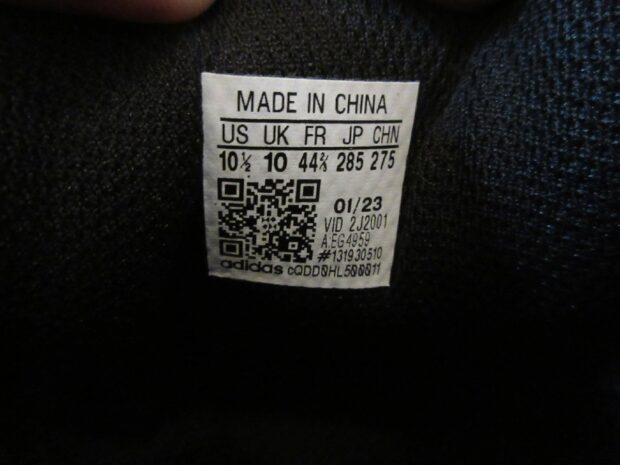 MADE IN CHINA
US UK FR JP CHN
10½ 10 44⅔ 285 275
01/23
VID 2J2001
A.EG4959
#131930510
adidas cQDD0HL500011